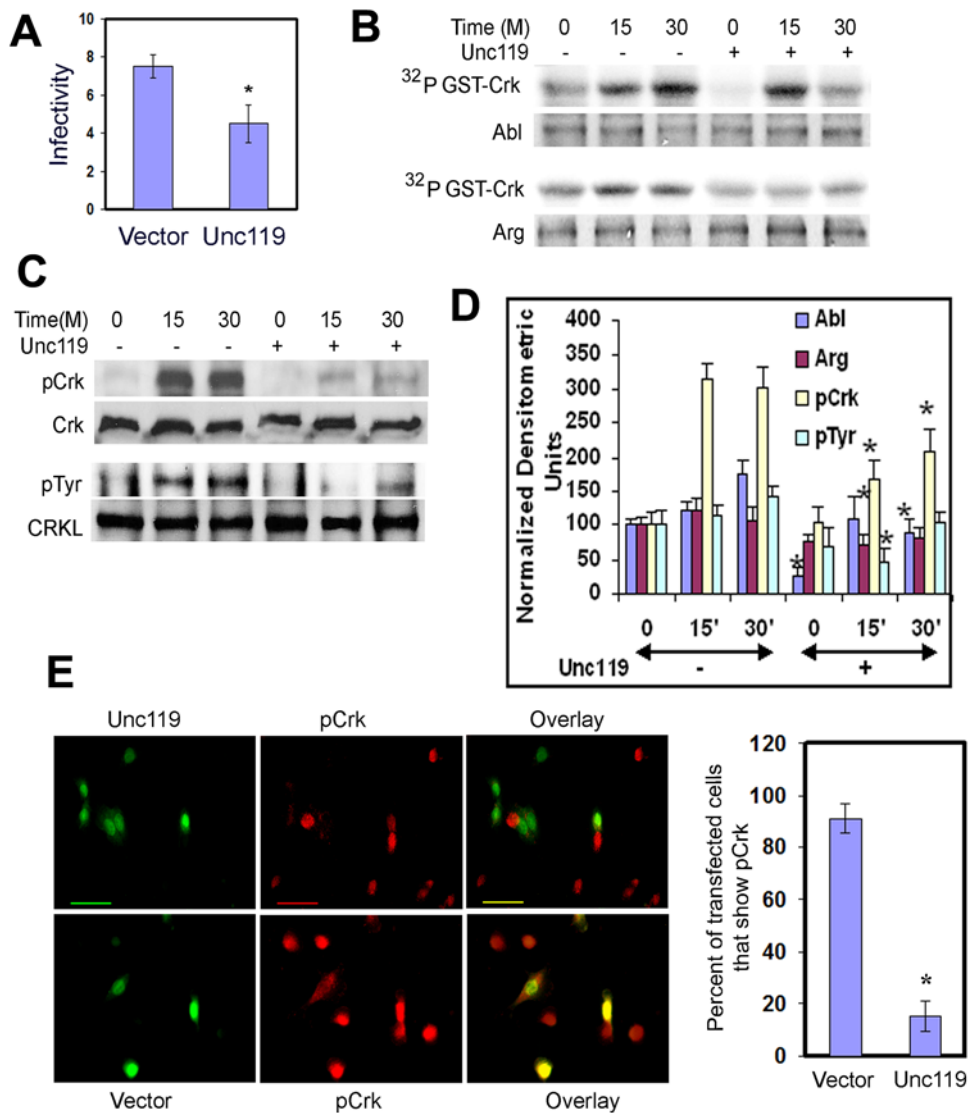 A
10
8
6
4
2
0
Infectivity
*
Vector Unc119
B
Time (M) 0 15 30 0 15 30
Unc119 - - - + + +
32P GST-Crk
Abl
32P GST-Crk
Arg
C
Time(M) 0 15 30 0 15 30
Unc119 - - - + + +
pCrk
Crk
pTyr
CRKL
D
Normalized Densitometric Units
400
350
300
250
200
150
100
50
0
Abl
Arg
pCrk
pTyr
* * * * * * *
0 15' 30' 0 15' 30'
Unc119 - +
E
Unc119 pCrk Overlay
Vector pCrk Overlay
Percent of transfected cells that show pCrk
120
100
80
60
40
20
0
*
Vector Unc119